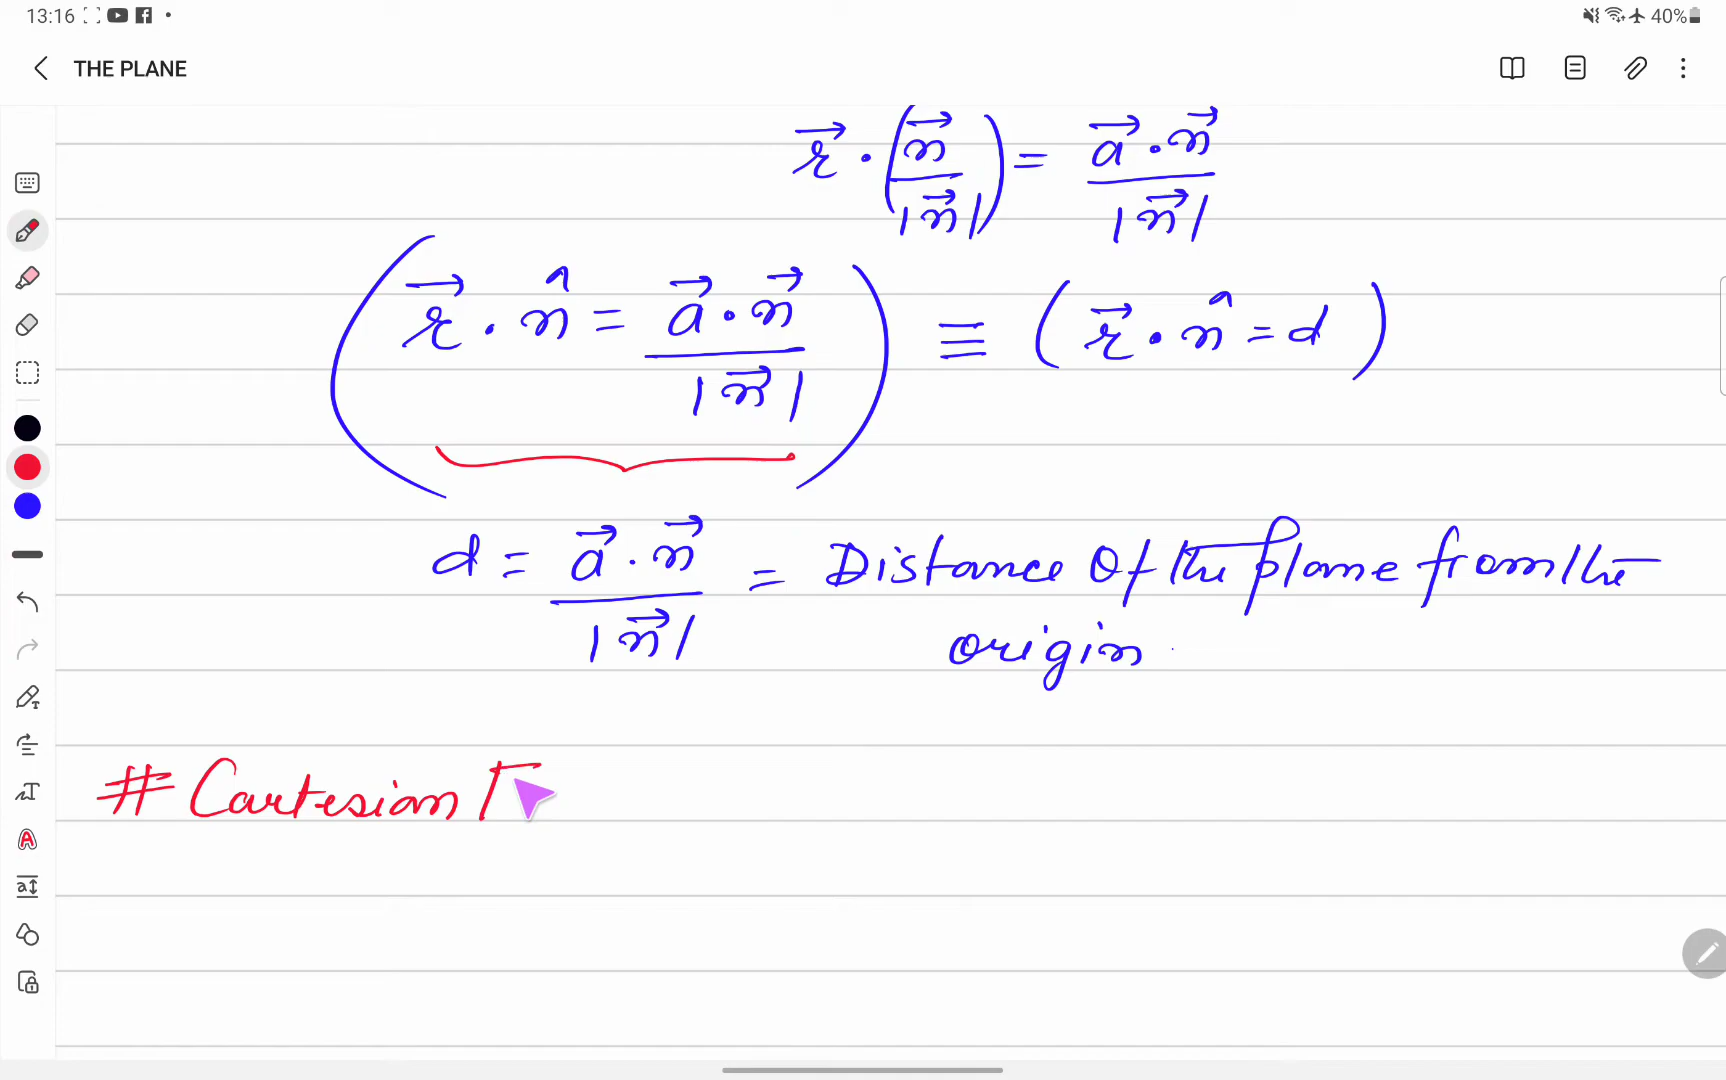 13:16 40%
THE PLANE
r⃗ · (n⃗ / |n⃗|) = a⃗ · n⃗ / |n⃗|
(r⃗ · n̂ = a⃗ · n⃗ / |n⃗|) ≡ (r⃗ · n̂ = d)
d = a⃗ · n⃗ / |n⃗| = Distance Of the plane from the
origin
# Cartesian